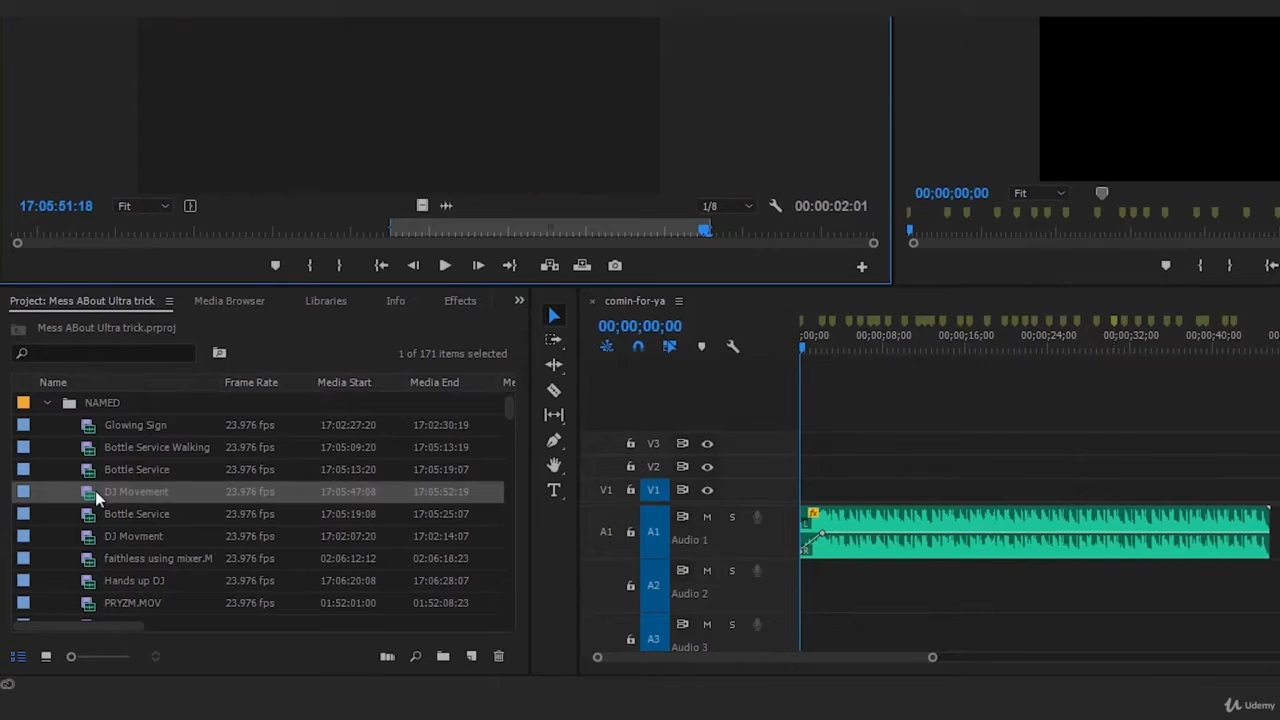 17:05:51:18 Fit 1/8 00:00:02:01
00;00;00;00 Fit
Project: Mess ABout Ultra trick Media Browser Libraries Info Effects
Mess ABout Ultra trick.prproj
1 of 171 items selected
Name Frame Rate Media Start Media End Me
NAMED
Glowing Sign 23.976 fps 17:02:27:20 17:02:30:19
Bottle Service Walking 23.976 fps 17:05:09:20 17:05:13:19
Bottle Service 23.976 fps 17:05:13:20 17:05:19:07
DJ Movement 23.976 fps 17:05:47:08 17:05:52:19
Bottle Service 23.976 fps 17:05:19:08 17:05:25:07
DJ Movment 23.976 fps 17:02:07:20 17:02:14:07
faithless using mixer.M 23.976 fps 02:06:12:12 02:06:18:23
Hands up DJ 23.976 fps 17:06:20:08 17:06:28:07
PRYZM.MOV 23.976 fps 01:52:01:00 01:52:08:23
comin-for-ya
00;00;00;00
;00;00 00;00;08;00 00;00;16;00 00;00;24;00 00;00;32;00 00;00;40;00
V3
V2
V1 V1
A1 A1 M S
Audio 1
fx
L
R
A2 M S
Audio 2
A3 M S
Audio 3
Udemy